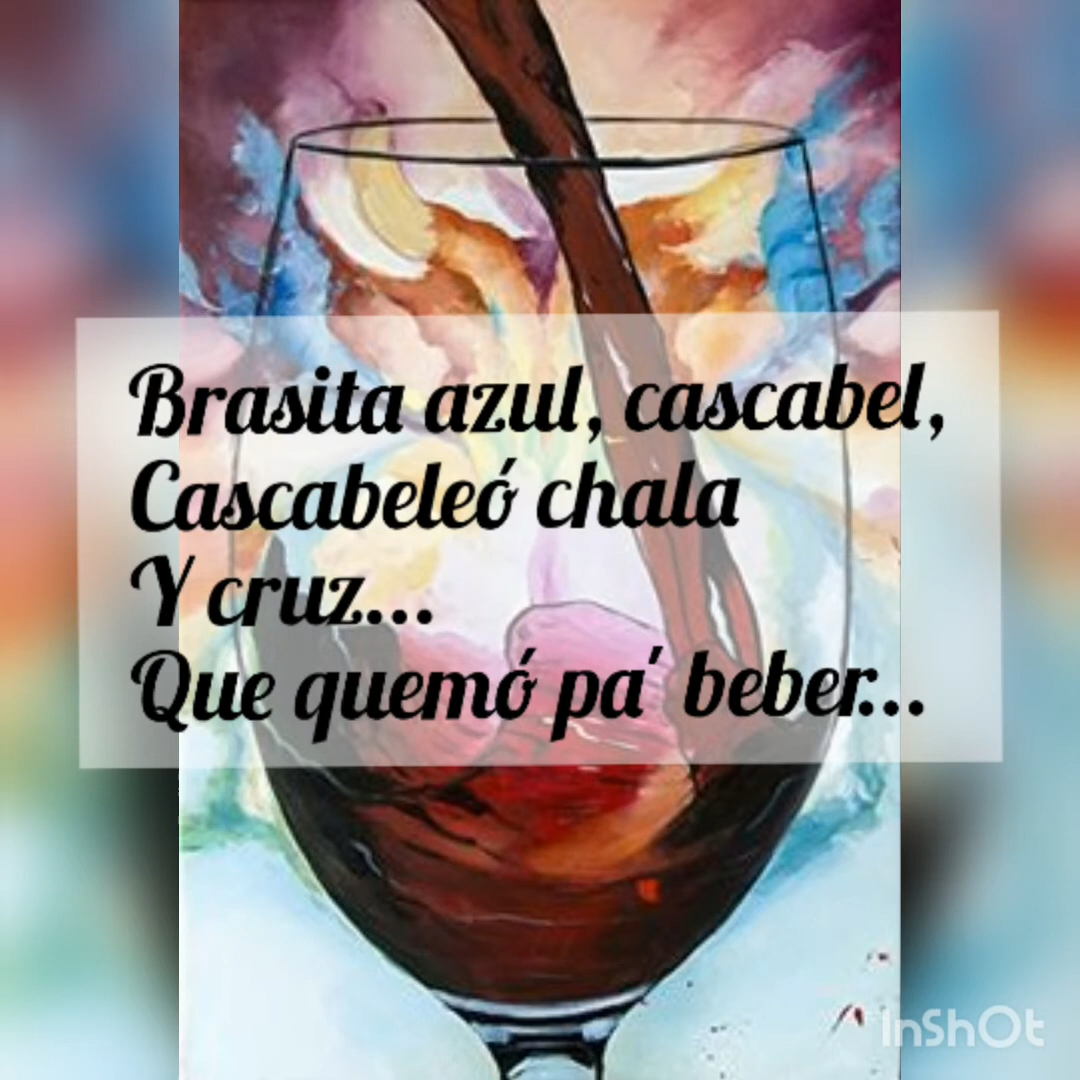 Brasita azul, cascabel,
Cascabeleó chala
Y cruz...
Que quemó pa' beber...
InShOt